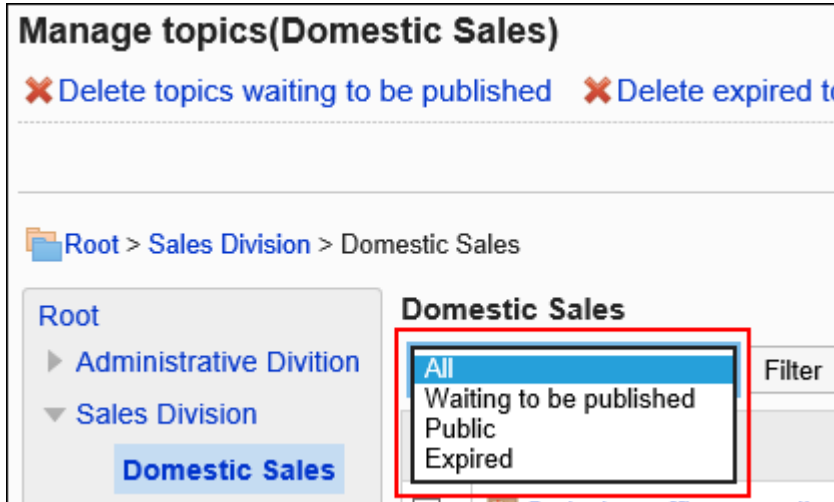 Manage topics(Domestic Sales)
Delete topics waiting to be published Delete expired
Root > Sales Division > Domestic Sales
Root
Administrative Divition
Sales Division
Domestic Sales
Domestic Sales
All
Waiting to be published
Public
Expired
Filter